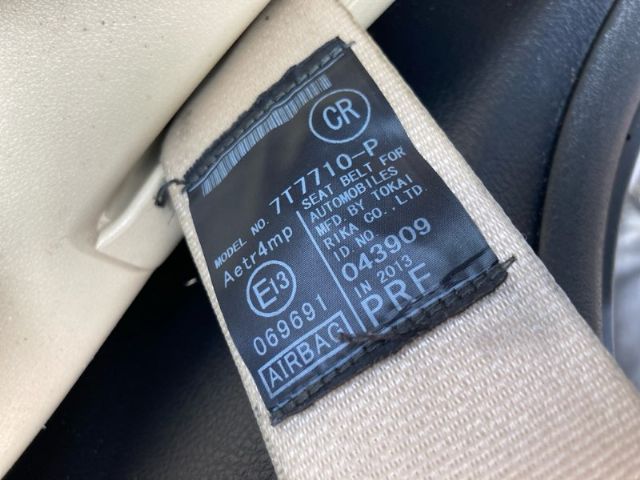 CR
MODEL NO. 7T7710-P
Aetr4mp
E13
069691
AIRBAG
SEAT BELT FOR
AUTOMOBILES
MFD. BY TOKAI
RIKA CO., LTD.
ID NO.
043909
IN 2013
PRF